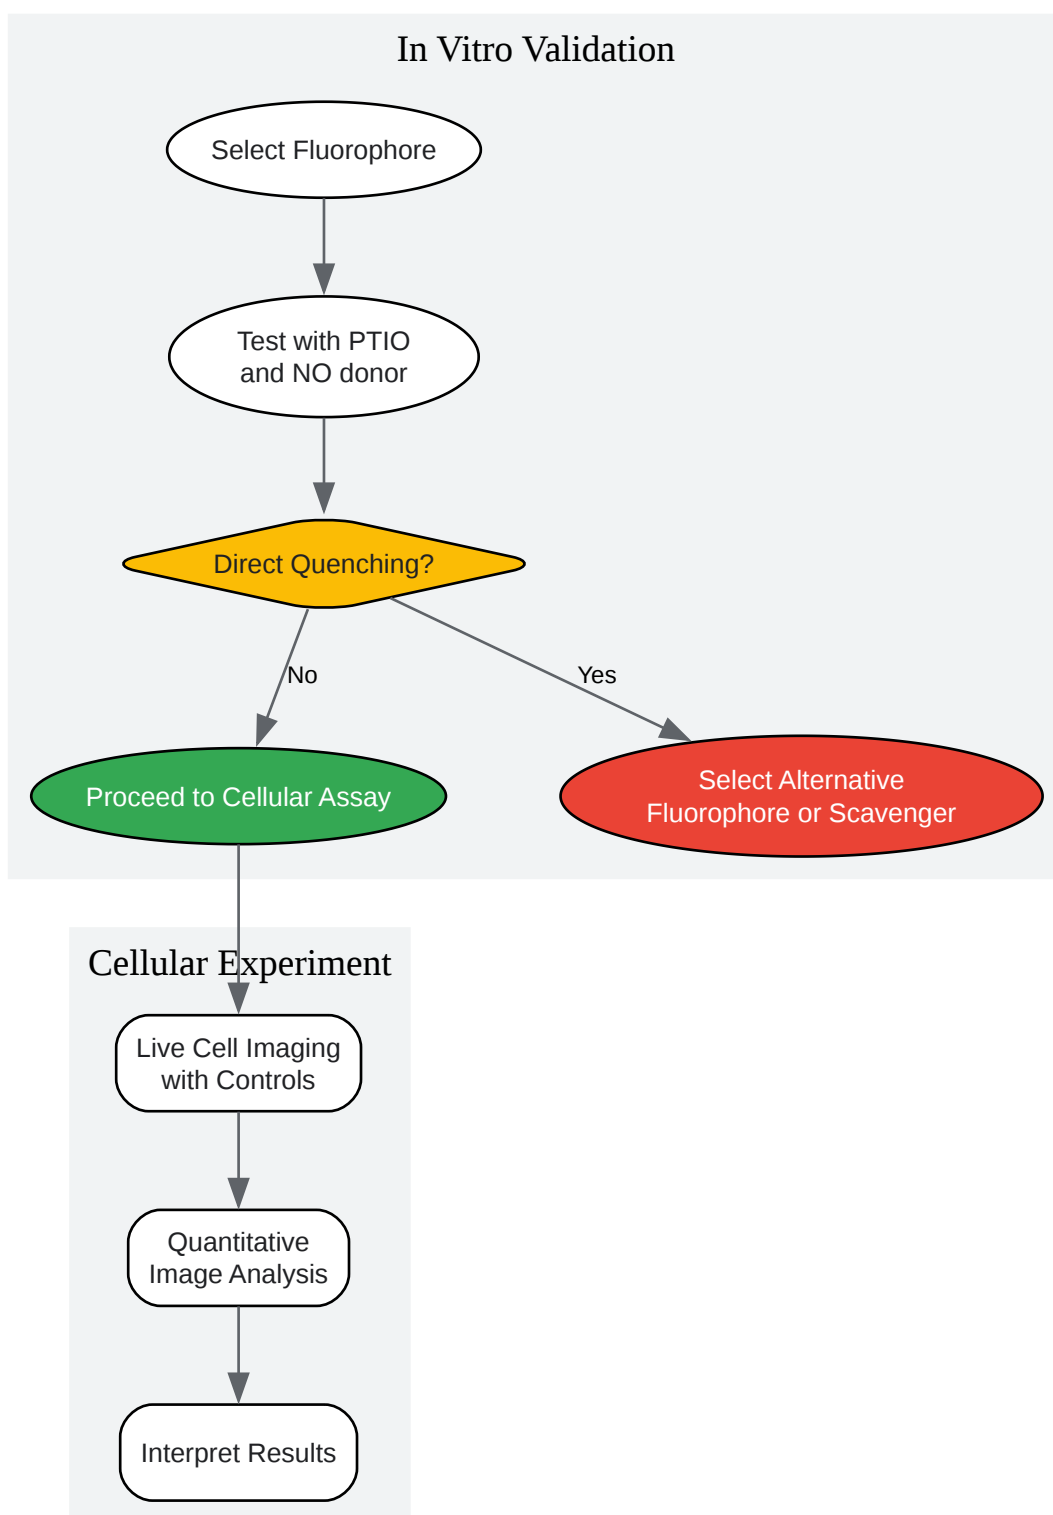 In Vitro Validation
Select Fluorophore
Test with PTIO
and NO donor
Direct Quenching?
No
Yes
Proceed to Cellular Assay
Select Alternative
Fluorophore or Scavenger
Cellular Experiment
Live Cell Imaging
with Controls
Quantitative
Image Analysis
Interpret Results